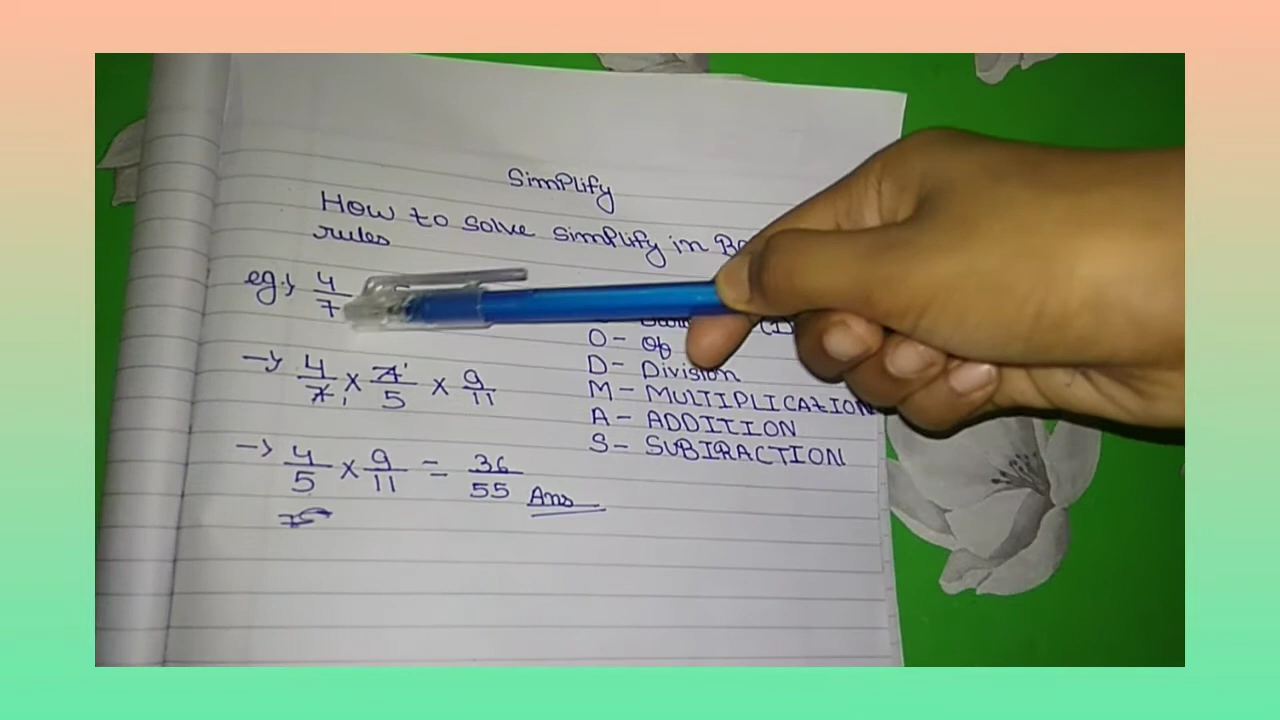 SimPlify
How to solve simplify in
rules
eg:→ 4/7
→ 4/7 × 7/5 × 9/11
→ 4/5 × 9/11 = 36/55 Ans
O - Of
D - Division
M - MULTIPLICATION
A - ADDITION
S - SUBTRACTION